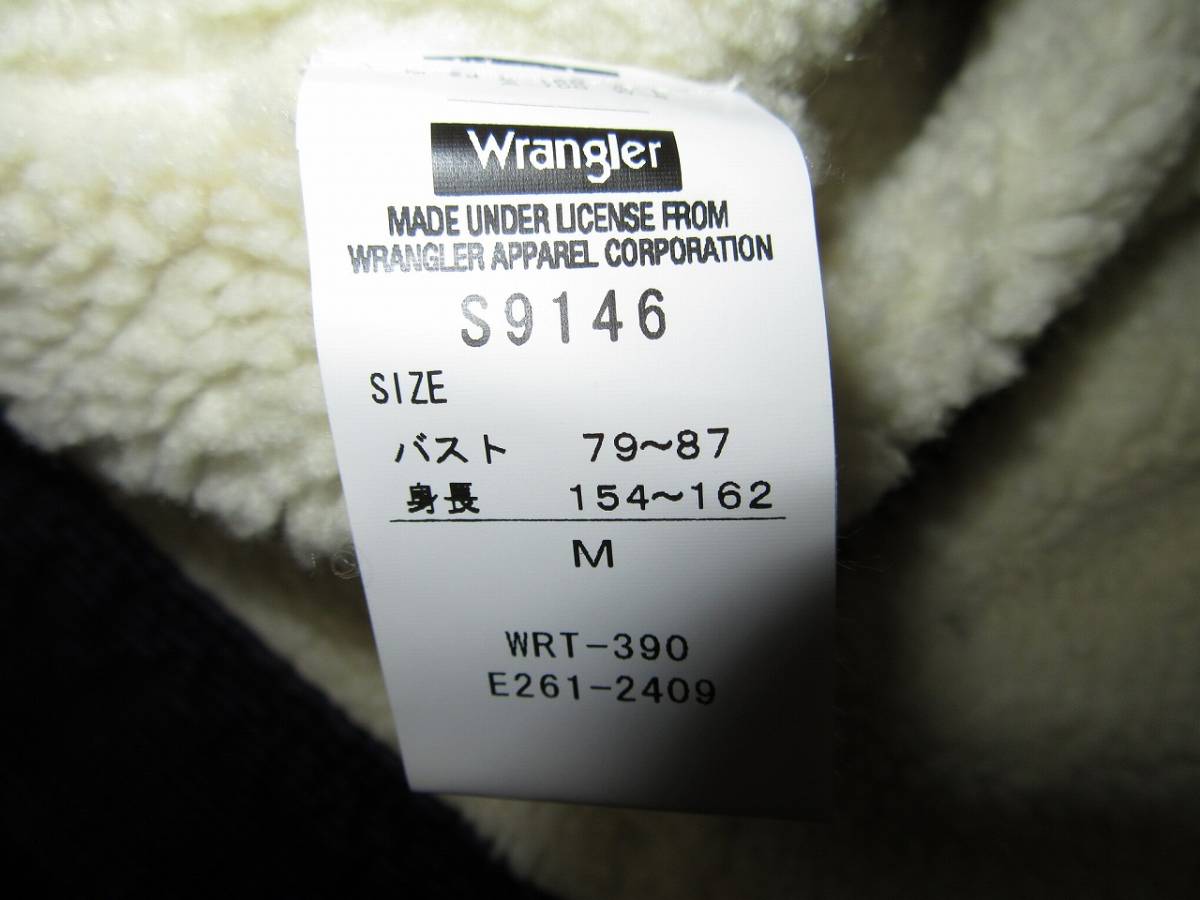 Wrangler
MADE UNDER LICENSE FROM
WRANGLER APPAREL CORPORATION
S9146
SIZE
バスト 79～87
身長 154～162
M
WRT-390
E261-2409